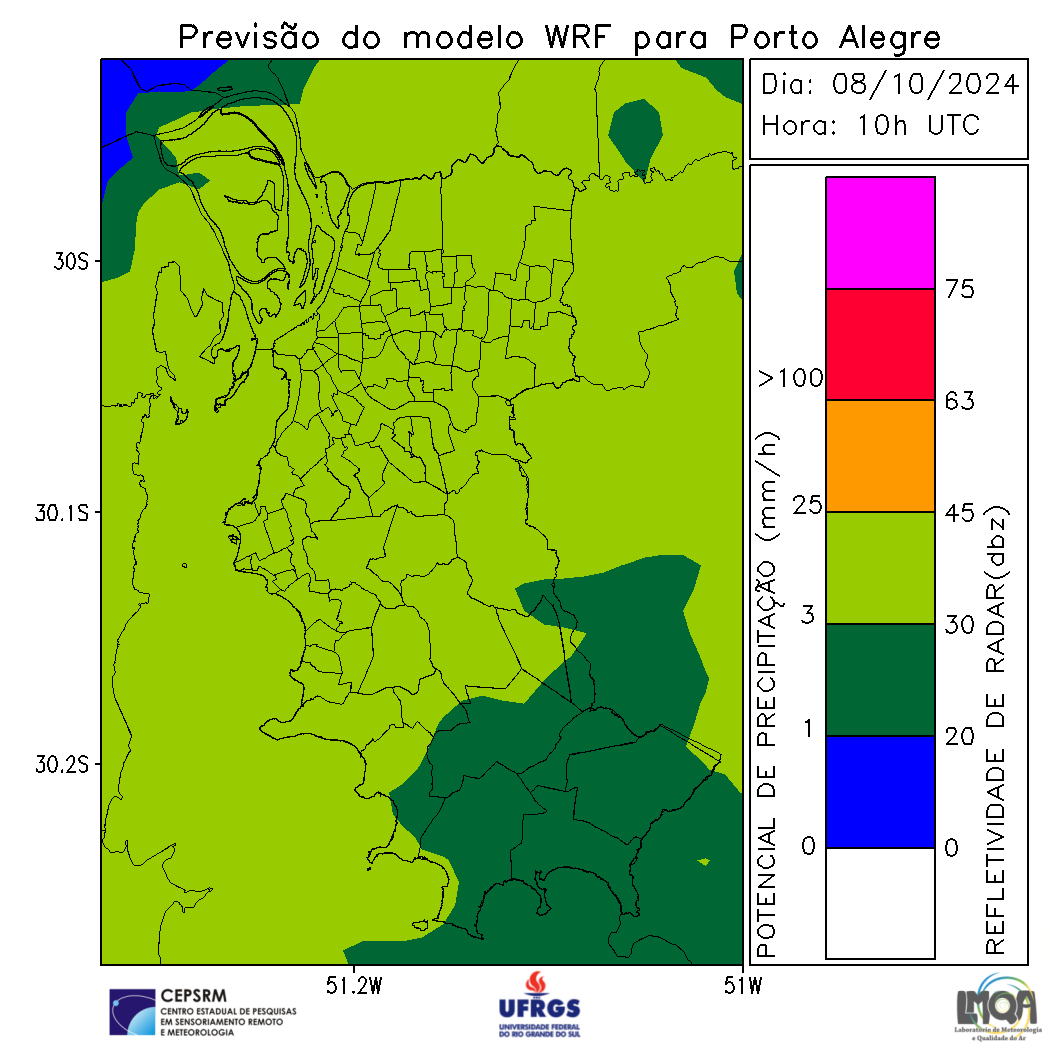 Previsão do modelo WRF para Porto Alegre
Dia: 08/10/2024
Hora: 10h UTC
30S
30.1S
30.2S
51.2W
51W
POTENCIAL DE PRECIPITAÇÃO (mm/h)
>100
25
3
1
0
75
63
45
30
20
0
REFLETIVIDADE DE RADAR(dbz)
CEPSRM
CENTRO ESTADUAL DE PESQUISAS
EM SENSORIAMENTO REMOTO
E METEOROLOGIA
UFRGS
UNIVERSIDADE FEDERAL
DO RIO GRANDE DO SUL
LMQA
Laboratório de Meteorologia
e Qualidade do Ar